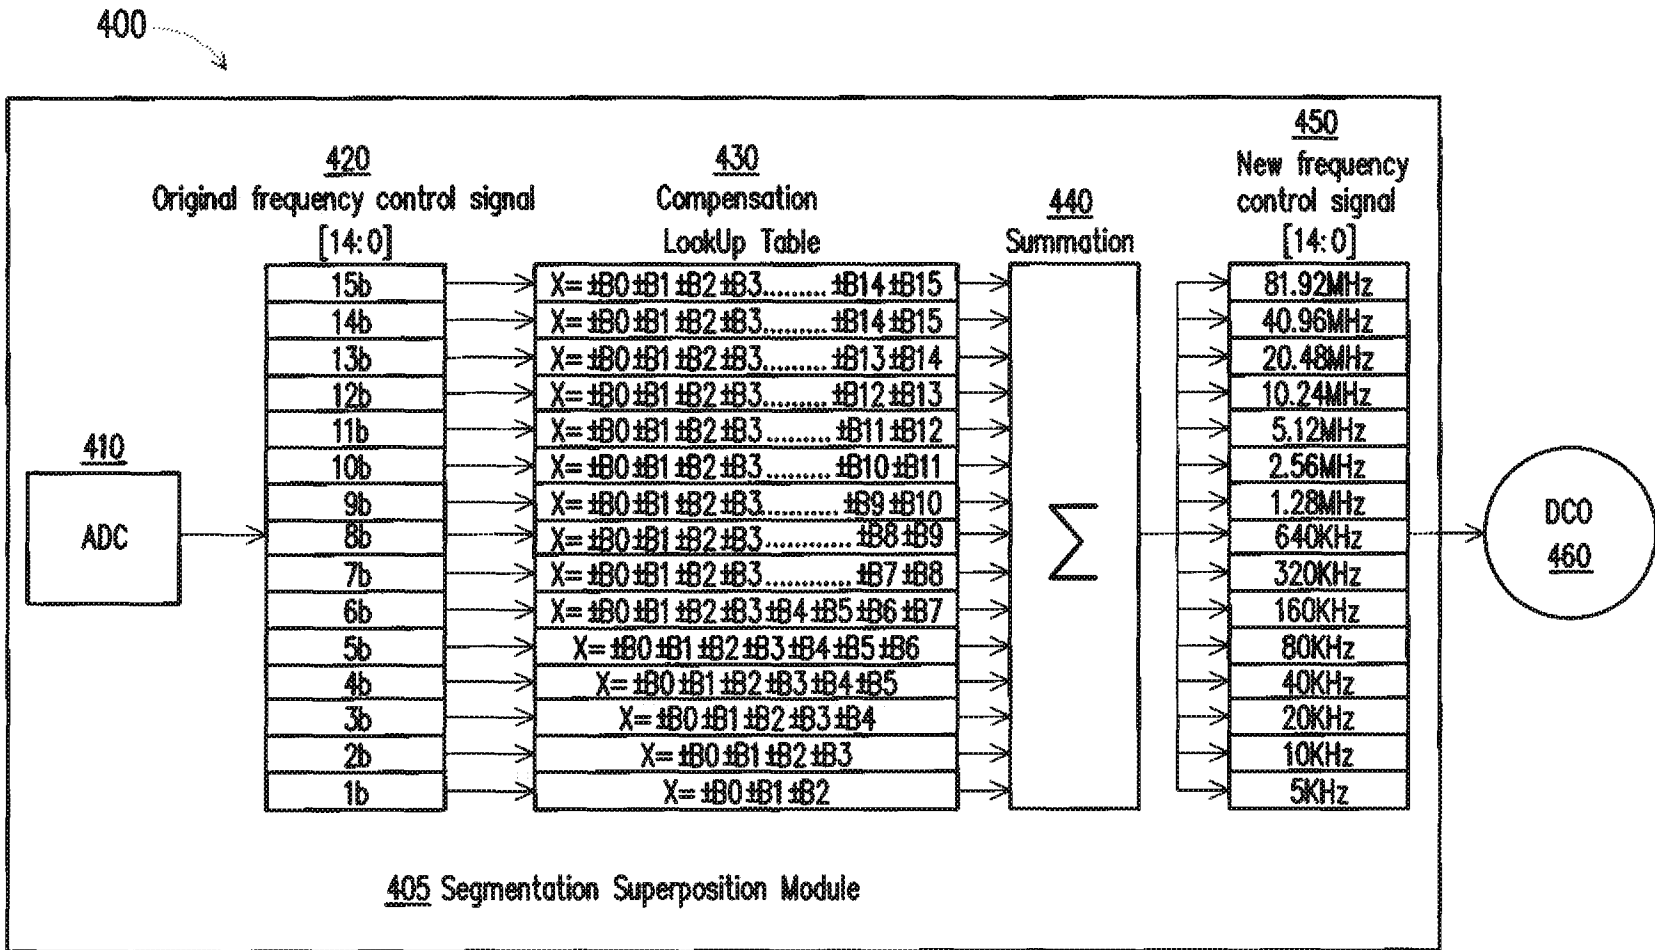 400
420
Original frequency control signal
[14:0]
430
Compensation
LookUp Table
440
Summation
450
New frequency
control signal
[14:0]
15b X= ±B0±B1±B2±B3......... ±B14±B15 81.92MHz
14b X= ±B0±B1±B2±B3......... ±B14±B15 40.96MHz
13b X= ±B0±B1±B2±B3......... ±B13±B14 20.48MHz
12b X= ±B0±B1±B2±B3......... ±B12±B13 10.24MHz
11b X= ±B0±B1±B2±B3.......... ±B11±B12 5.12MHz
10b X= ±B0±B1±B2±B3.......... ±B10±B11 2.56MHz
9b X= ±B0±B1±B2±B3........... ±B9±B10 1.28MHz
8b X= ±B0±B1±B2±B3............ ±B8±B9 640KHz
7b X= ±B0±B1±B2±B3............ ±B7±B8 320KHz
6b X= ±B0±B1±B2±B3±B4±B5±B6±B7 160KHz
5b X= ±B0±B1±B2±B3±B4±B5±B6 80KHz
4b X= ±B0±B1±B2±B3±B4±B5 40KHz
3b X= ±B0±B1±B2±B3±B4 20KHz
2b X= ±B0±B1±B2±B3 10KHz
1b X= ±B0±B1±B2 5KHz
410
ADC
Σ
DCO
460
405 Segmentation Superposition Module